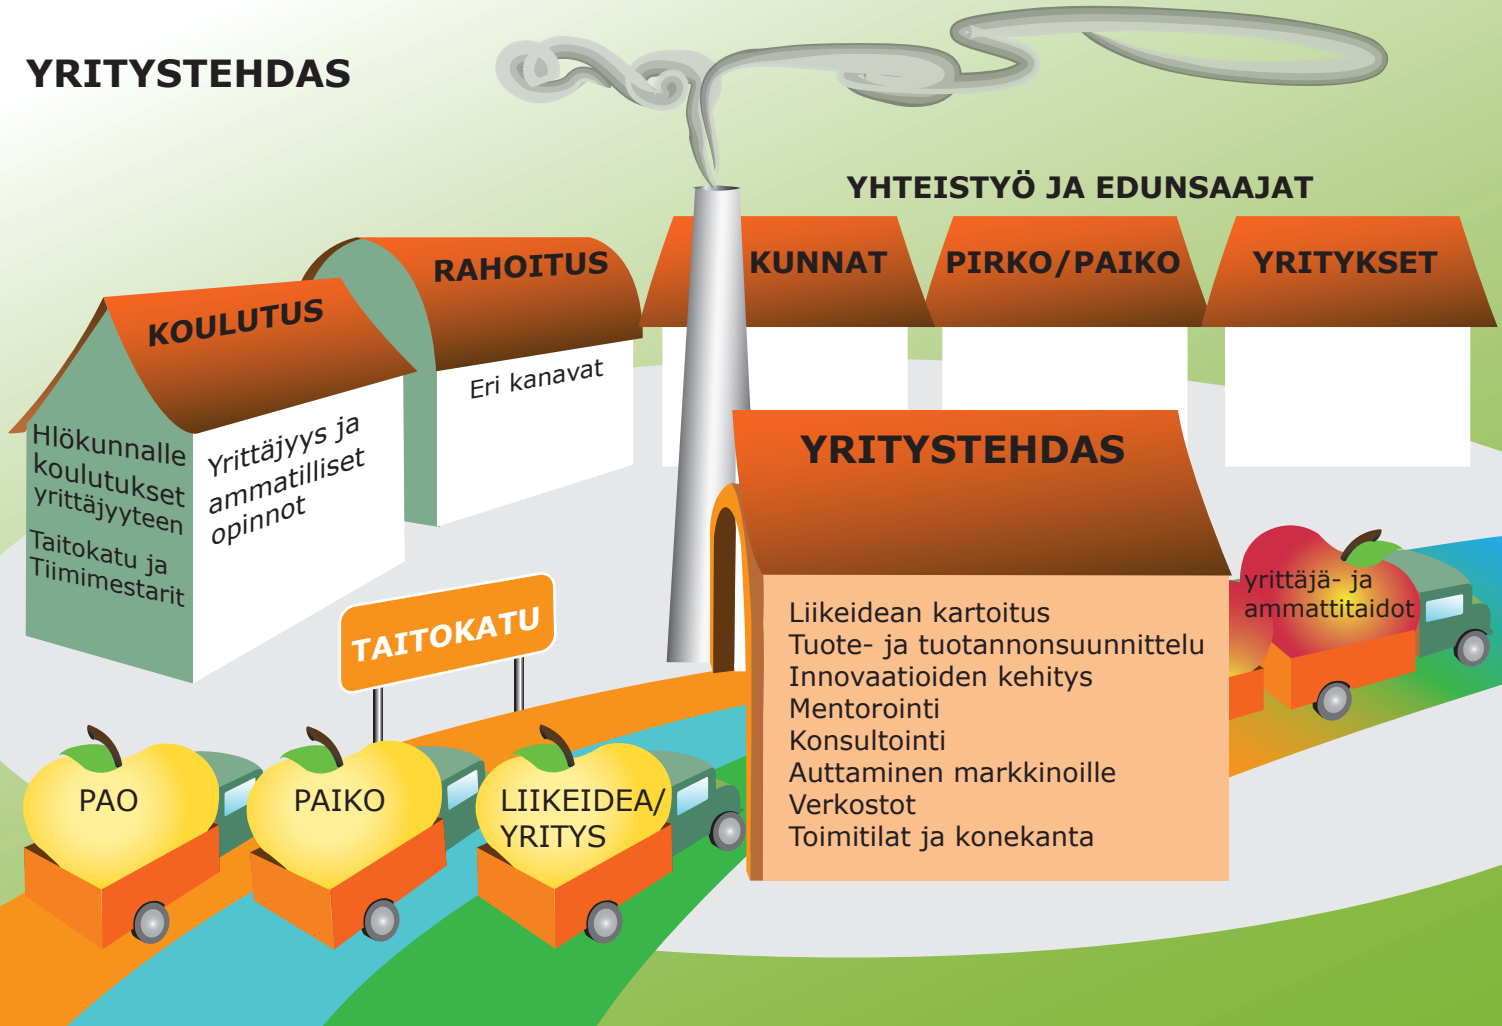 YRITYSTEHDAS
YHTEISTYÖ JA EDUNSAAJAT
KUNNAT
PIRKO/PAIKO
YRITYKSET
RAHOITUS
Eri kanavat
KOULUTUS
Hlökunnalle
koulutukset
yrittäjyyteen
Taitokatu ja
Tiimimestarit
Yrittäjyys ja
ammatilliset
opinnot
TAITOKATU
YRITYSTEHDAS
Liikeidean kartoitus
Tuote- ja tuotannonsuunnittelu
Innovaatioiden kehitys
Mentorointi
Konsultointi
Auttaminen markkinoille
Verkostot
Toimitilat ja konekanta
yrittäjä- ja
ammattitaidot
PAO
PAIKO
LIIKEIDEA/
YRITYS